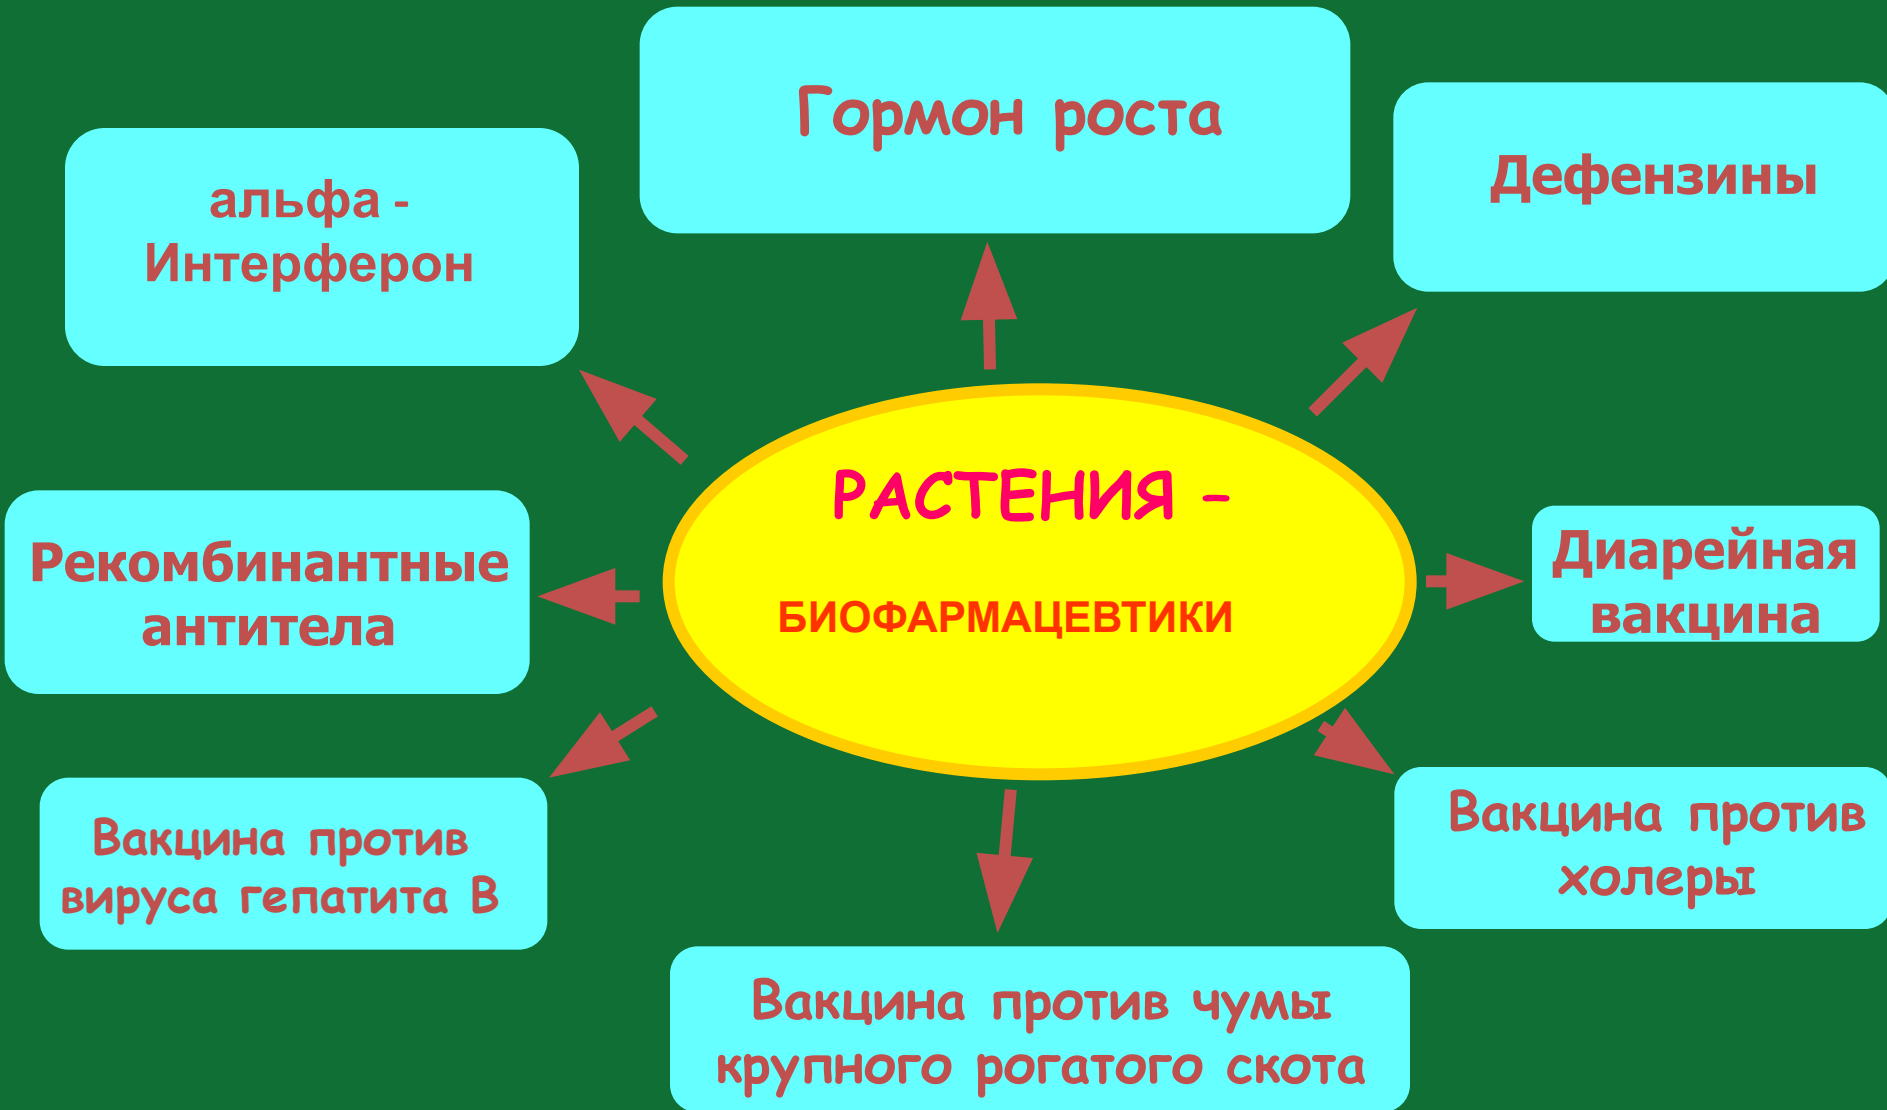 Гормон роста
Дефензины
альфа -
Интерферон
РАСТЕНИЯ –
БИОФАРМАЦЕВТИКИ
Рекомбинантные
антитела
Диарейная
вакцина
Вакцина против
вируса гепатита В
Вакцина против
холеры
Вакцина против чумы
крупного рогатого скота